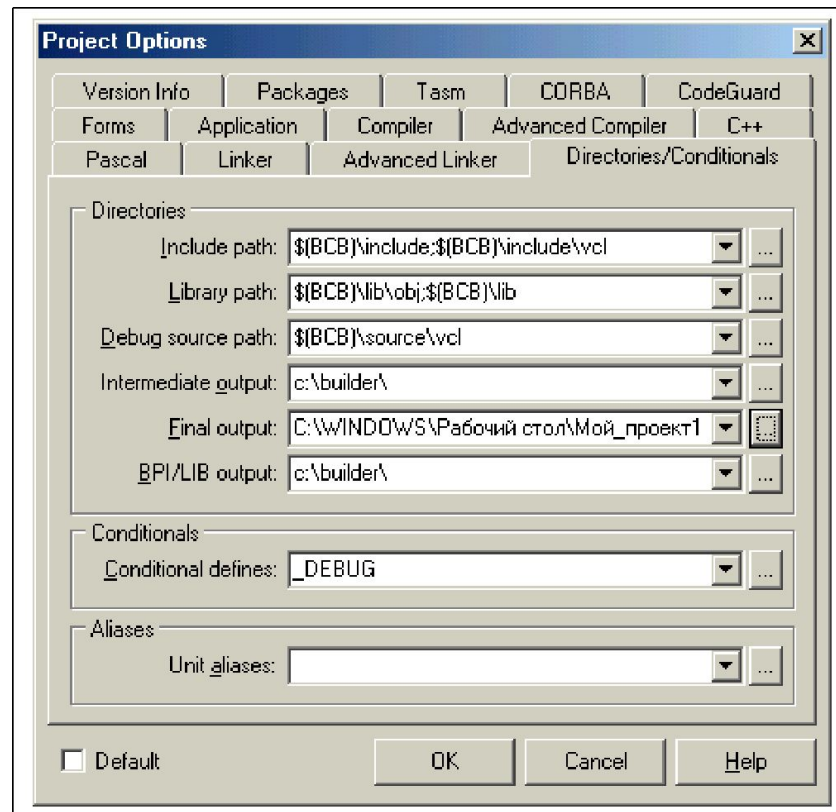 Project Options
Version Info Packages Tasm CORBA CodeGuard
Forms Application Compiler Advanced Compiler C++
Pascal Linker Advanced Linker Directories/Conditionals
Directories
Include path: $(BCB)\include;$(BCB)\include\vcl ...
Library path: $(BCB)\lib\obj;$(BCB)\lib ...
Debug source path: $(BCB)\source\vcl ...
Intermediate output: c:\builder\ ...
Final output: C:\WINDOWS\Рабочий стол\Мой_проект1 ...
BPI/LIB output: c:\builder\ ...
Conditionals
Conditional defines: _DEBUG ...
Aliases
Unit aliases: ...
Default OK Cancel Help